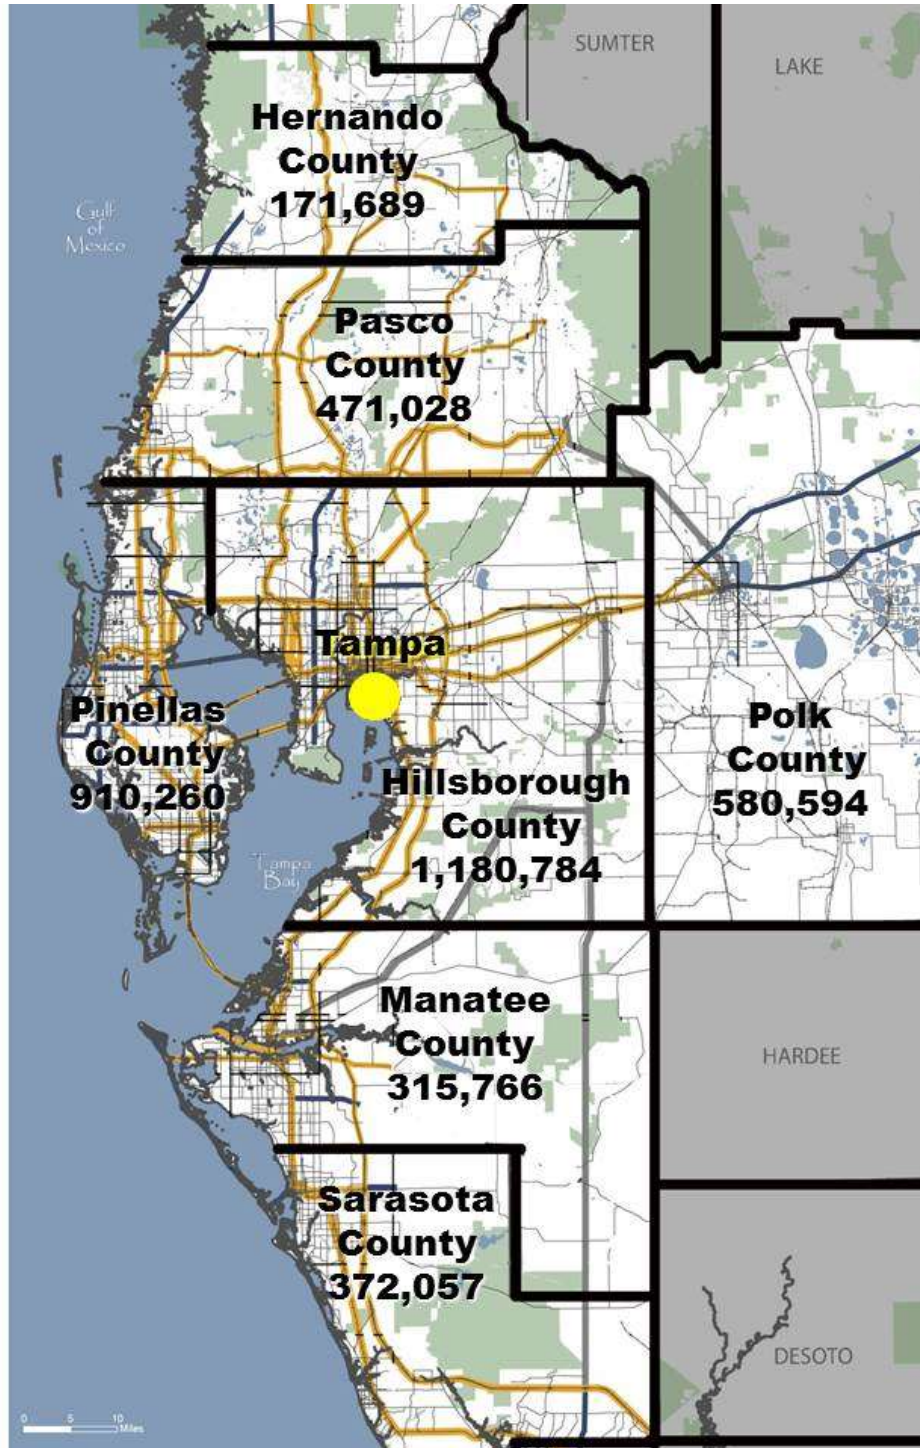 SUMTER
LAKE
Hernando
County
171,689
Gulf
of
Mexico
Pasco
County
471,028
Tampa
Pinellas
County
910,260
Polk
County
580,594
Hillsborough
County
1,180,784
Tampa
Bay
Manatee
County
315,766
HARDEE
Sarasota
County
372,057
DESOTO
0 5 10
Miles